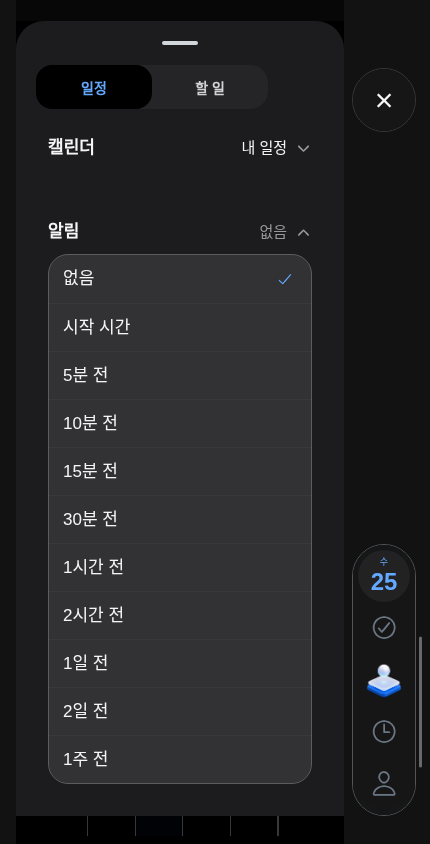 일정
할 일
캘린더
내 일정
알림
없음
없음
시작 시간
5분 전
10분 전
15분 전
30분 전
1시간 전
2시간 전
1일 전
2일 전
1주 전
수
25